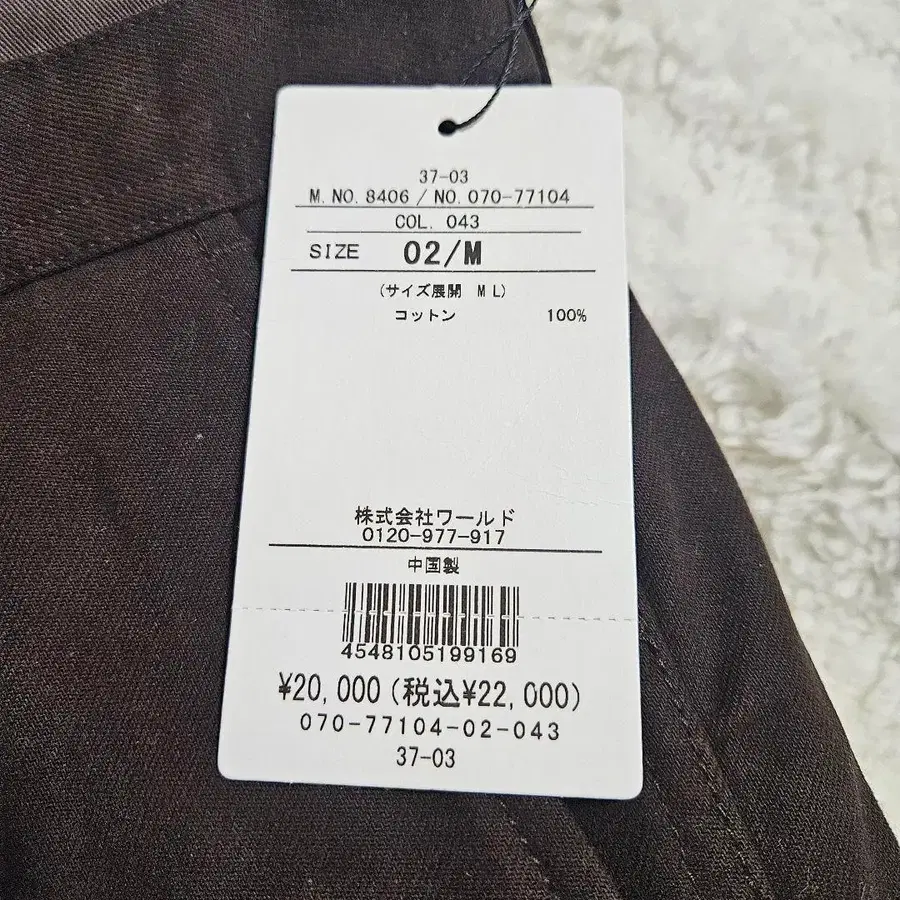 37-03
M.NO.8406 / NO.070-77104
COL. 043
SIZE 02/M
(サイズ展開 M L)
コットン 100%
株式会社ワールド
0120-977-917
中国製
4548105199169
¥20,000(税込¥22,000)
070-77104-02-043
37-03